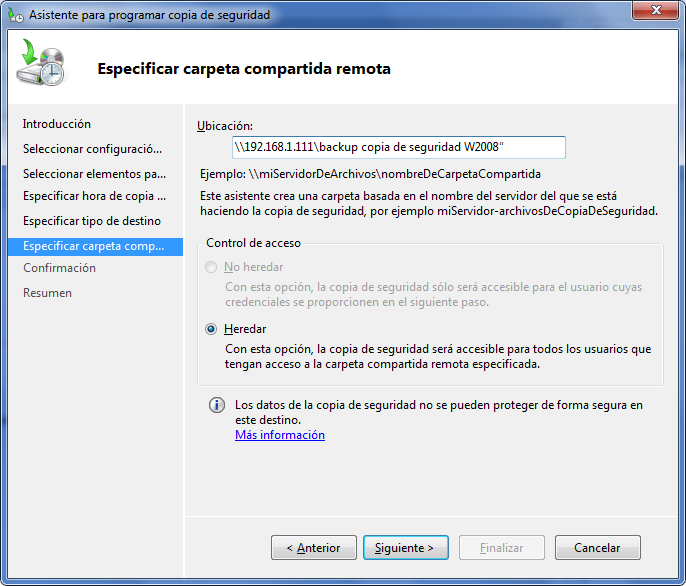 Asistente para programar copia de seguridad
Especificar carpeta compartida remota
Introducción
Seleccionar configuració...
Seleccionar elementos pa...
Especificar hora de copia ...
Especificar tipo de destino
Especificar carpeta comp...
Confirmación
Resumen
Ubicación:
\\192.168.1.111\backup copia de seguridad W2008"
Ejemplo: \\miServidorDeArchivos\nombreDeCarpetaCompartida
Este asistente crea una carpeta basada en el nombre del servidor del que se está
haciendo la copia de seguridad, por ejemplo miServidor-archivosDeCopiaDeSeguridad.
Control de acceso
No heredar
Con esta opción, la copia de seguridad sólo será accesible para el usuario cuyas
credenciales se proporcionen en el siguiente paso.
Heredar
Con esta opción, la copia de seguridad será accesible para todos los usuarios que
tengan acceso a la carpeta compartida remota especificada.
Los datos de la copia de seguridad no se pueden proteger de forma segura en
este destino.
Más información
< Anterior
Siguiente >
Finalizar
Cancelar